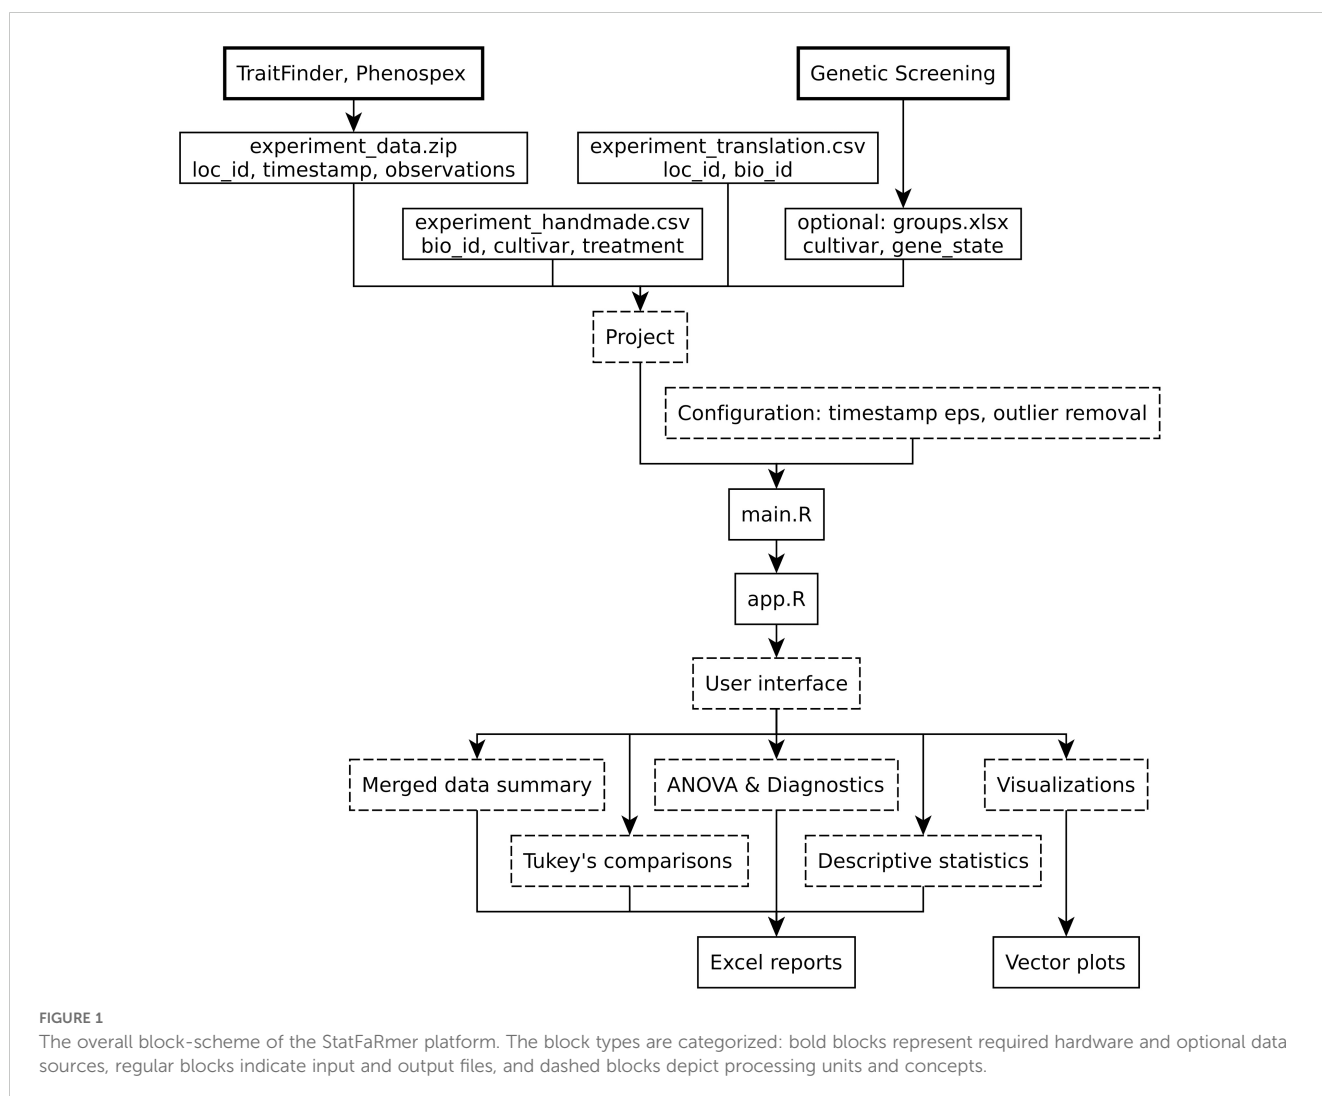 TraitFinder, Phenospex
Genetic Screening
experiment_data.zip
loc_id, timestamp, observations
experiment_translation.csv
loc_id, bio_id
experiment_handmade.csv
bio_id, cultivar, treatment
optional: groups.xlsx
cultivar, gene_state
Project
Configuration: timestamp eps, outlier removal
main.R
app.R
User interface
Merged data summary
ANOVA & Diagnostics
Visualizations
Tukey's comparisons
Descriptive statistics
Excel reports
Vector plots
FIGURE 1
The overall block-scheme of the StatFaRmer platform. The block types are categorized: bold blocks represent required hardware and optional data
sources, regular blocks indicate input and output files, and dashed blocks depict processing units and concepts.